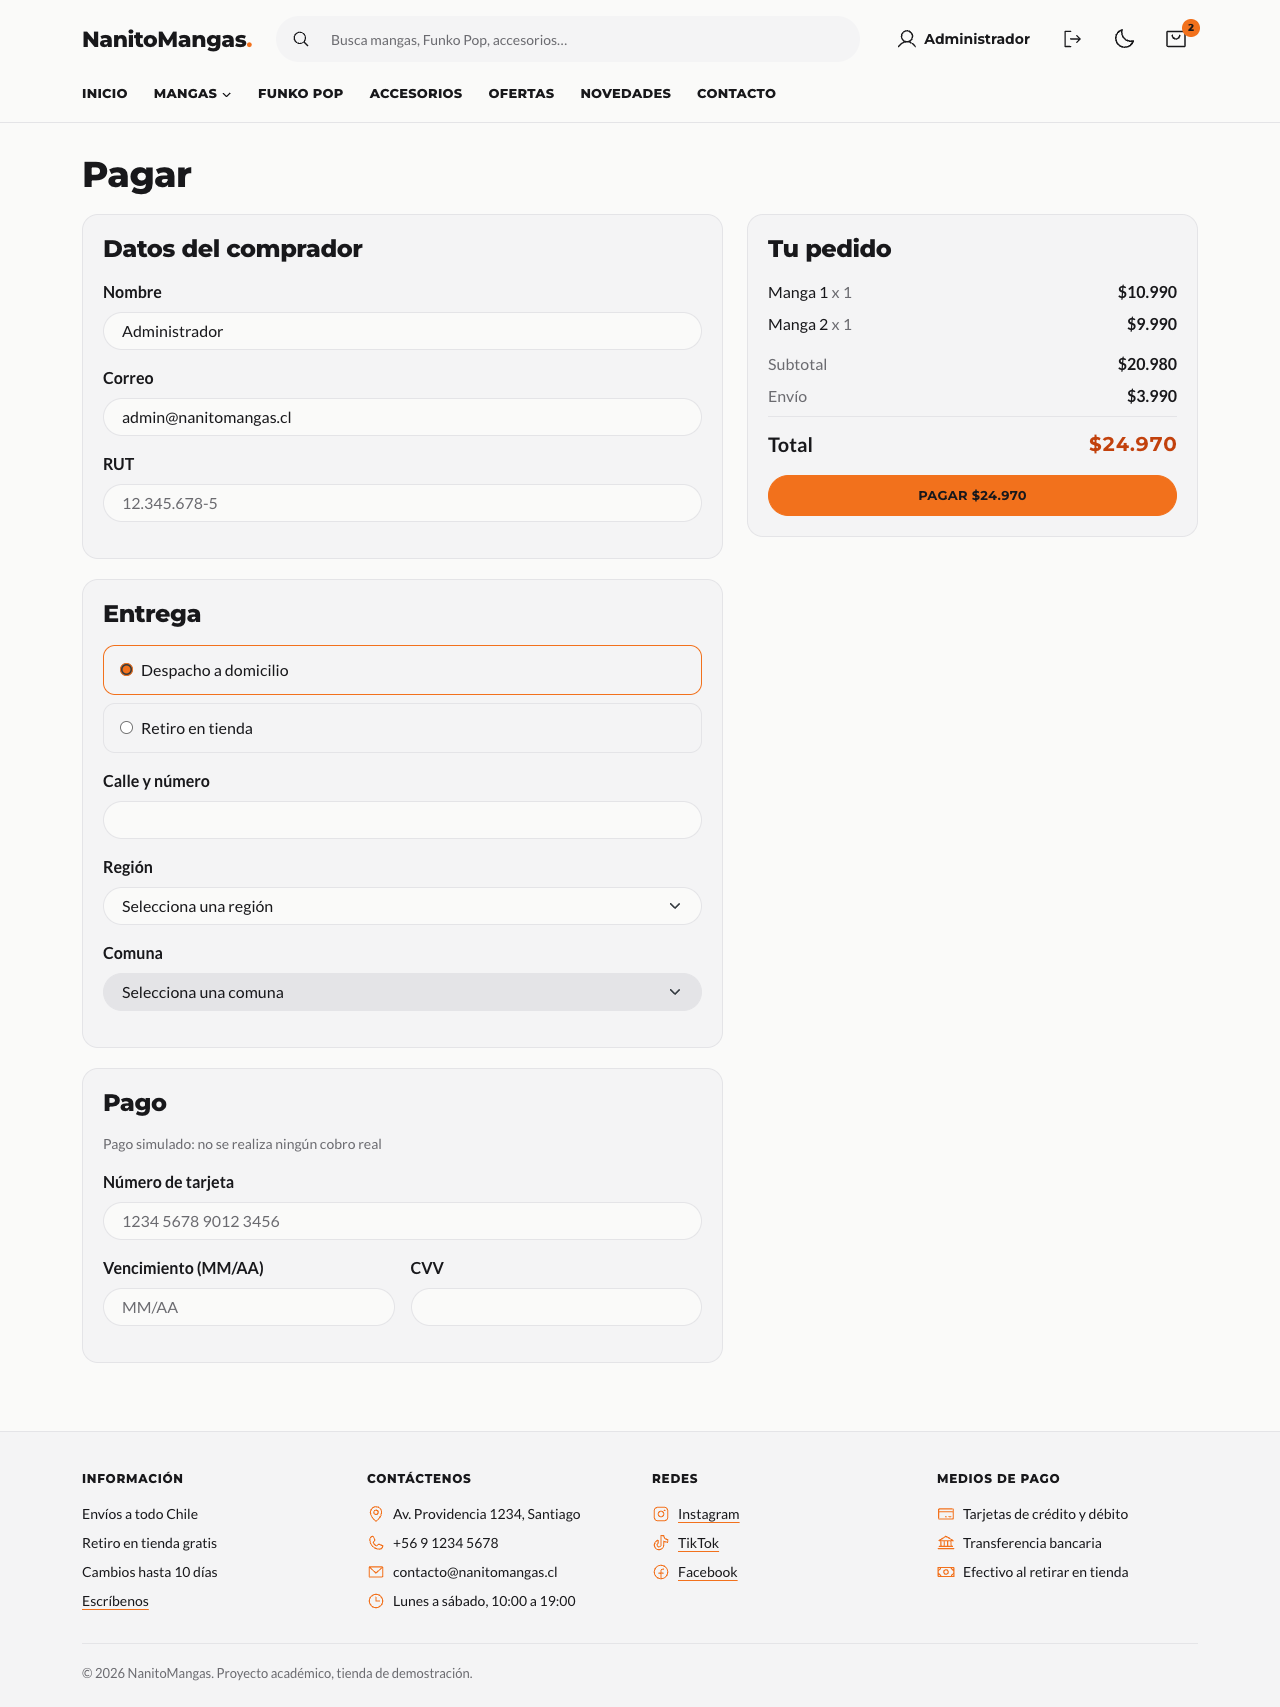 NanitoMangas.
Busca mangas, Funko Pop, accesorios...
Administrador
2
INICIO
MANGAS
FUNKO POP
ACCESORIOS
OFERTAS
NOVEDADES
CONTACTO
Pagar
Datos del comprador
Nombre
Administrador
Correo
admin@nanitomangas.cl
RUT
12.345.678-5
Tu pedido
Manga 1 x 1 $10.990
Manga 2 x 1 $9.990
Subtotal $20.980
Envío $3.990
Total $24.970
PAGAR $24.970
Entrega
Despacho a domicilio
Retiro en tienda
Calle y número
Región
Selecciona una región
Comuna
Selecciona una comuna
Pago
Pago simulado: no se realiza ningún cobro real
Número de tarjeta
1234 5678 9012 3456
Vencimiento (MM/AA)
MM/AA
CVV
INFORMACIÓN
Envíos a todo Chile
Retiro en tienda gratis
Cambios hasta 10 días
Escríbenos
CONTÁCTENOS
Av. Providencia 1234, Santiago
+56 9 1234 5678
contacto@nanitomangas.cl
Lunes a sábado, 10:00 a 19:00
REDES
Instagram
TikTok
Facebook
MEDIOS DE PAGO
Tarjetas de crédito y débito
Transferencia bancaria
Efectivo al retirar en tienda
© 2026 NanitoMangas. Proyecto académico, tienda de demostración.